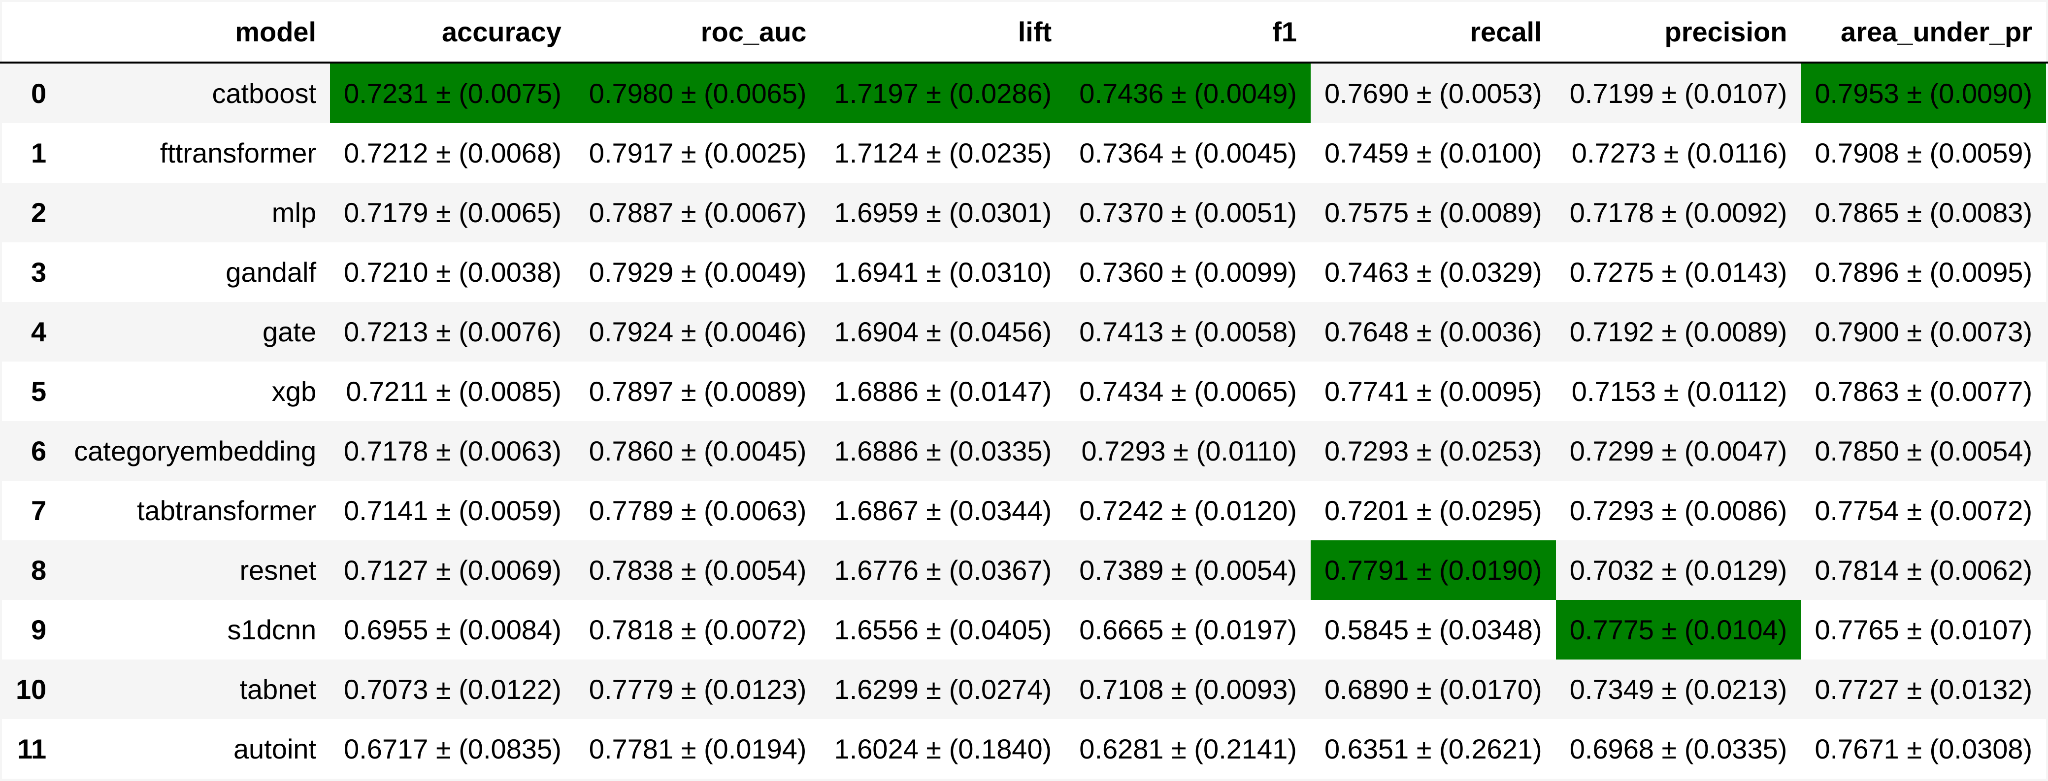 model accuracy roc_auc lift f1 recall precision area_under_pr
0 catboost 0.7231 ± (0.0075) 0.7980 ± (0.0065) 1.7197 ± (0.0286) 0.7436 ± (0.0049) 0.7690 ± (0.0053) 0.7199 ± (0.0107) 0.7953 ± (0.0090)
1 fttransformer 0.7212 ± (0.0068) 0.7917 ± (0.0025) 1.7124 ± (0.0235) 0.7364 ± (0.0045) 0.7459 ± (0.0100) 0.7273 ± (0.0116) 0.7908 ± (0.0059)
2 mlp 0.7179 ± (0.0065) 0.7887 ± (0.0067) 1.6959 ± (0.0301) 0.7370 ± (0.0051) 0.7575 ± (0.0089) 0.7178 ± (0.0092) 0.7865 ± (0.0083)
3 gandalf 0.7210 ± (0.0038) 0.7929 ± (0.0049) 1.6941 ± (0.0310) 0.7360 ± (0.0099) 0.7463 ± (0.0329) 0.7275 ± (0.0143) 0.7896 ± (0.0095)
4 gate 0.7213 ± (0.0076) 0.7924 ± (0.0046) 1.6904 ± (0.0456) 0.7413 ± (0.0058) 0.7648 ± (0.0036) 0.7192 ± (0.0089) 0.7900 ± (0.0073)
5 xgb 0.7211 ± (0.0085) 0.7897 ± (0.0089) 1.6886 ± (0.0147) 0.7434 ± (0.0065) 0.7741 ± (0.0095) 0.7153 ± (0.0112) 0.7863 ± (0.0077)
6 categoryembedding 0.7178 ± (0.0063) 0.7860 ± (0.0045) 1.6886 ± (0.0335) 0.7293 ± (0.0110) 0.7293 ± (0.0253) 0.7299 ± (0.0047) 0.7850 ± (0.0054)
7 tabtransformer 0.7141 ± (0.0059) 0.7789 ± (0.0063) 1.6867 ± (0.0344) 0.7242 ± (0.0120) 0.7201 ± (0.0295) 0.7293 ± (0.0086) 0.7754 ± (0.0072)
8 resnet 0.7127 ± (0.0069) 0.7838 ± (0.0054) 1.6776 ± (0.0367) 0.7389 ± (0.0054) 0.7791 ± (0.0190) 0.7032 ± (0.0129) 0.7814 ± (0.0062)
9 s1dcnn 0.6955 ± (0.0084) 0.7818 ± (0.0072) 1.6556 ± (0.0405) 0.6665 ± (0.0197) 0.5845 ± (0.0348) 0.7775 ± (0.0104) 0.7765 ± (0.0107)
10 tabnet 0.7073 ± (0.0122) 0.7779 ± (0.0123) 1.6299 ± (0.0274) 0.7108 ± (0.0093) 0.6890 ± (0.0170) 0.7349 ± (0.0213) 0.7727 ± (0.0132)
11 autoint 0.6717 ± (0.0835) 0.7781 ± (0.0194) 1.6024 ± (0.1840) 0.6281 ± (0.2141) 0.6351 ± (0.2621) 0.6968 ± (0.0335) 0.7671 ± (0.0308)